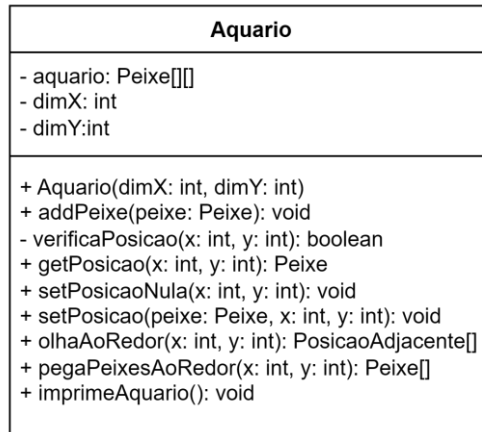 Aquario
- aquario: Peixe[][]
- dimX: int
- dimY:int
+ Aquario(dimX: int, dimY: int)
+ addPeixe(peixe: Peixe): void
- verificaPosicao(x: int, y: int): boolean
+ getPosicao(x: int, y: int): Peixe
+ setPosicaoNula(x: int, y: int): void
+ setPosicao(peixe: Peixe, x: int, y: int): void
+ olhaAoRedor(x: int, y: int): PosicaoAdjacente[]
+ pegaPeixesAoRedor(x: int, y: int): Peixe[]
+ imprimeAquario(): void